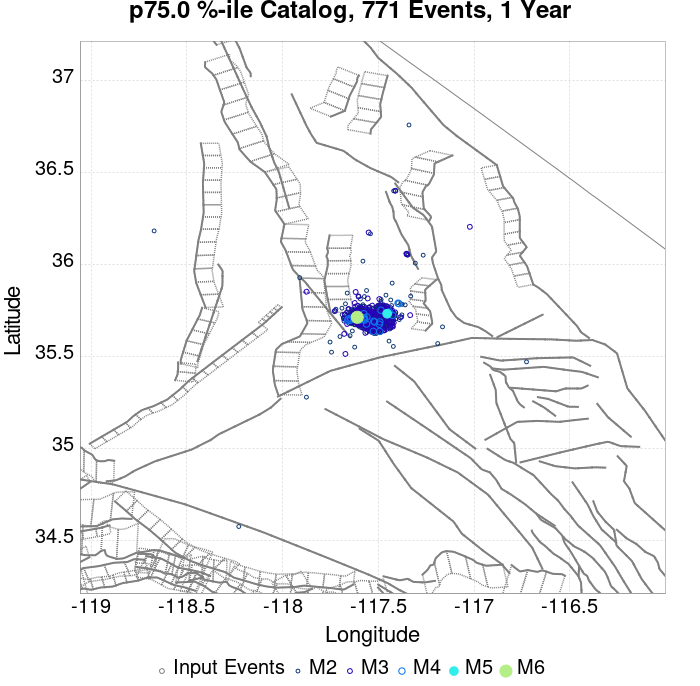 p75.0 %-ile Catalog, 771 Events, 1 Year
37
36.5
36
35.5
35
34.5
Latitude
-119
-118.5
-118
-117.5
-117
-116.5
Longitude
Input Events
M2
M3
M4
M5
M6